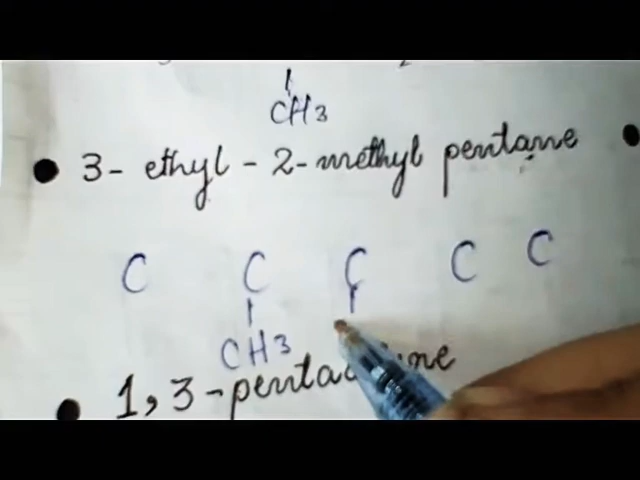 CH3
3- ethyl - 2-methyl pentane
C C C C C
CH3
1,3-